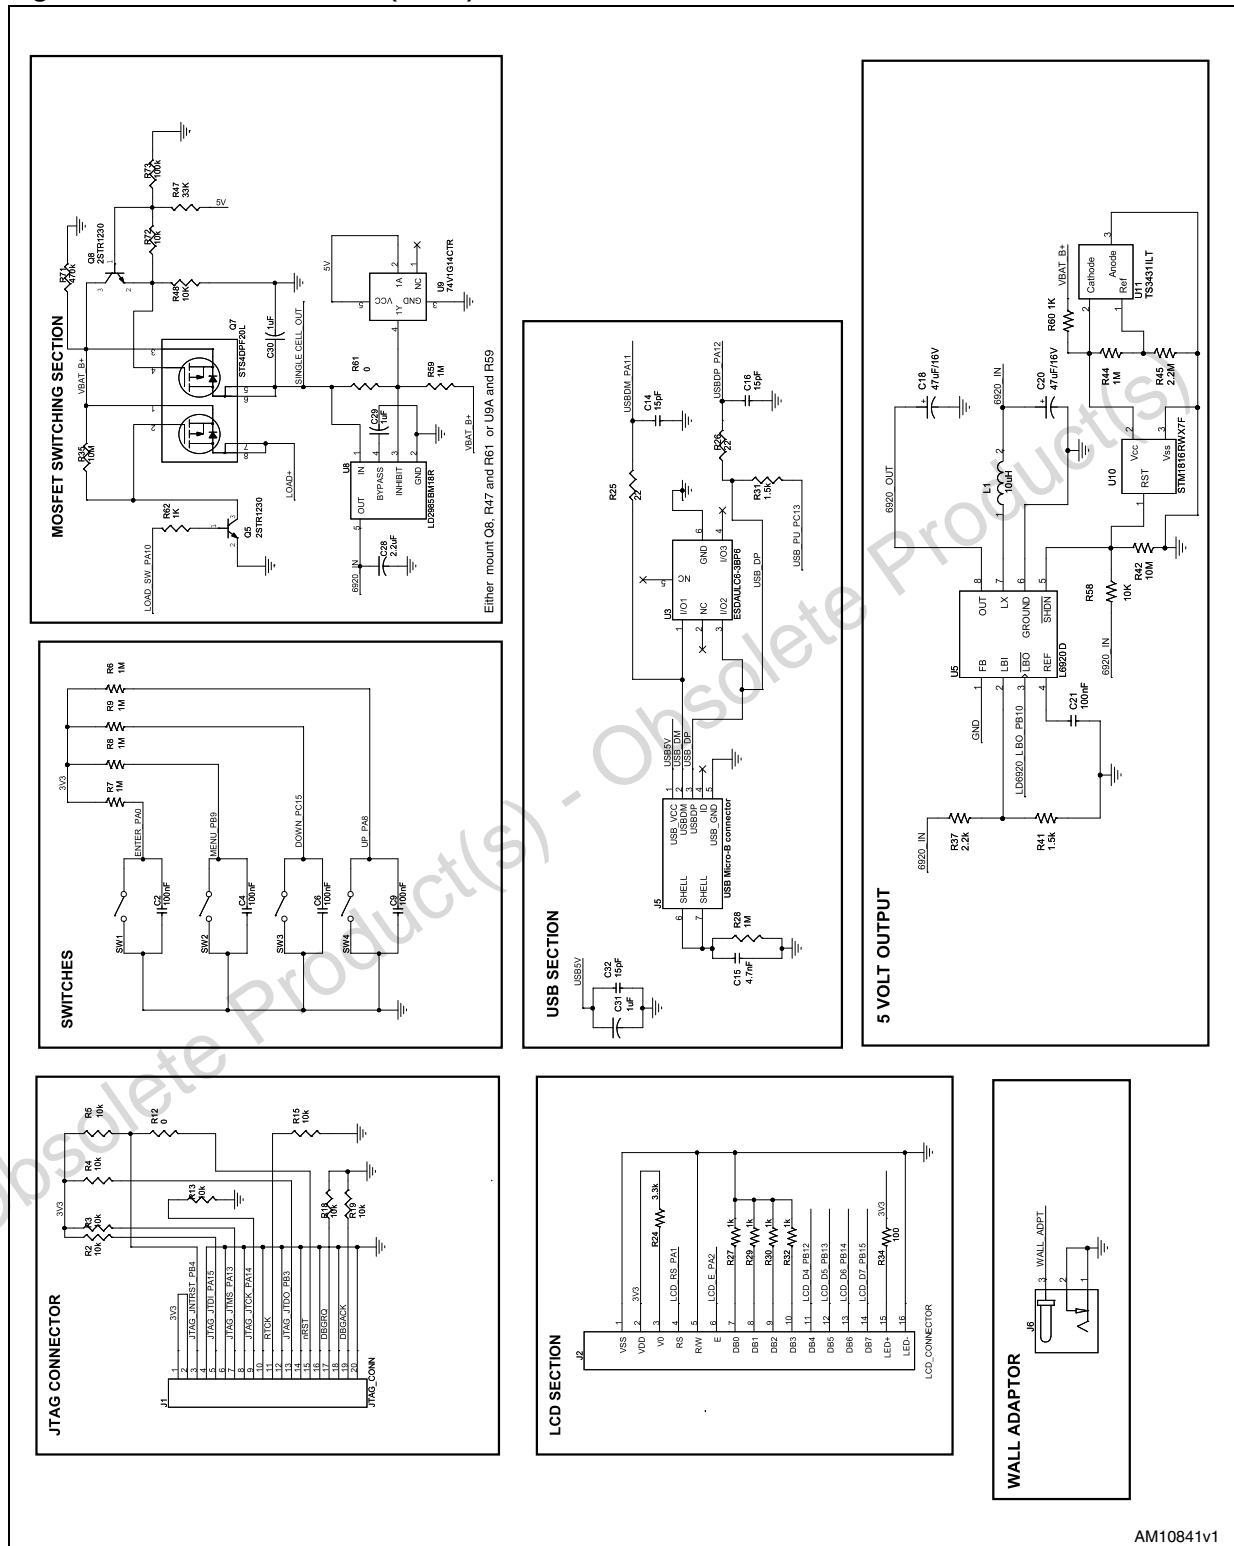 MOSFET SWITCHING SECTION
R73
100k
R47
33K
5V
Q8
2STR1230
R71
470k
R72
10k
R48
10K
1uF
C30
SINGLE CELL OUT
5V
VCC
1A
NC
GND
1Y
U9
74V1G14CTR
VBAT_B+
Q7
STS4DPF20L
R61
0
R59
1M
R35
10M
LOAD+
C29
1uF
U8
OUT
IN
BYPASS
INHIBIT
GND
LD2985BM18R
VBAT_B+
R62
1K
Q5
2STR1230
LOAD_SW_PA10
6920_IN
C28
2.2uF
Either mount Q8, R47 and R61 or U9A and R59
SWITCHES
3V3
R6
1M
R9
1M
R8
1M
R7
1M
ENTER_PA0
MENU_PB9
DOWN_PC15
UP_PA8
C2
100nF
C4
100nF
C6
100nF
C9
100nF
SW1
SW2
SW3
SW4
USB SECTION
USBDM_PA11
USBDP_PA12
C14
15pF
C16
15pF
R25
22
R26
22
R31
1.5k
USB_PU_PC13
USB_DP
U3
I/O1
NC
I/O2
GND
NC
I/O3
ESDAULC6-3BP6
USB5V
USB_DM
USB_DP
J5
USB_VCC
USBDM
USBDP
ID
USB_GND
SHELL
SHELL
USB Micro-B connector
R28
1M
C15
4.7nF
USB5V
C32
15pF
C31
1uF
5 VOLT OUTPUT
VBAT_B+
Cathode
Anode
Ref
U11
TS3431ILT
R60 1K
R44
1M
R45
2.2M
C18
47uF/16V
C20
47uF/16V
6920_IN
6920_OUT
L1
10uH
U10
Vcc
RST
Vss
STM1816RWX7F
R42
10M
R58
10K
6920_IN
U5
OUT
LX
GROUND
SHDN
FB
LBI
LBO
REF
L6920D
C21
100nF
GND
LD6920_LBO_PB10
6920_IN
R37
2.2k
R41
1.5k
JTAG CONNECTOR
R5
10k
R12
0
R15
10k
R4
10k
R13
10k
R18
10k
R19
10k
3V3
R3
10k
R2
10k
3V3
JTAG_JNTRST_PB4
JTAG_JTDI_PA15
JTAG_JTMS_PA13
JTAG_JTCK_PA14
RTCK
JTAG_JTDO_PB3
nRST
DBGRQ
DBGACK
J1
JTAG_CONN
LCD SECTION
3V3
3.3k
R24
LCD_RS_PA1
LCD_E_PA2
1k
R27
1k
R29
1k
R30
1k
R32
LCD_D4_PB12
LCD_D5_PB13
LCD_D6_PB14
LCD_D7_PB15
3V3
R34
100
J2
VSS
VDD
V0
RS
R/W
E
DB0
DB1
DB2
DB3
DB4
DB5
DB6
DB7
LED+
LED-
LCD_CONNECTOR
WALL ADAPTOR
WALL_ADPT
J6
3
2
1
Obsolete Product(s) - Obsolete Product(s)
AM10841v1